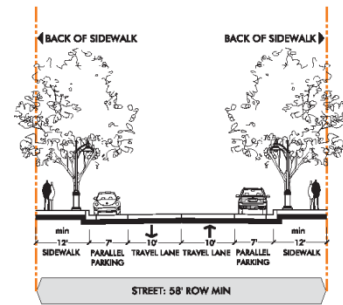 BACK OF SIDEWALK BACK OF SIDEWALK
min min
12' 7' 10' 10' 7' 12'
SIDEWALK PARALLEL PARKING TRAVEL LANE TRAVEL LANE PARALLEL PARKING SIDEWALK
STREET: 58' ROW MIN